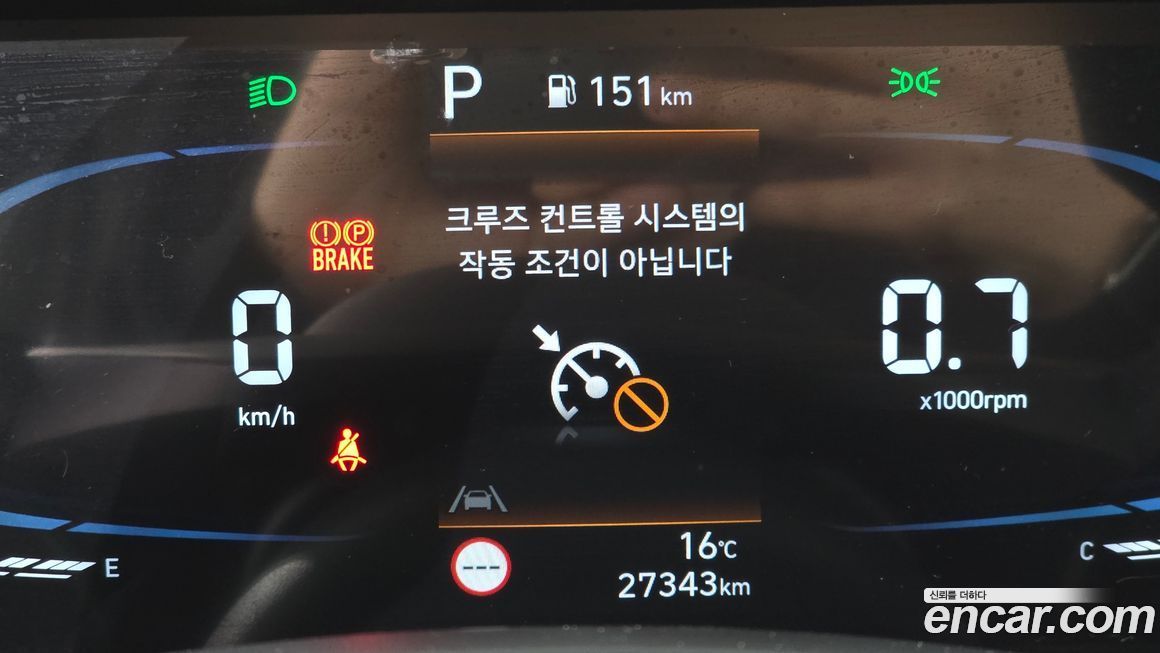 P 151 km
크루즈 컨트롤 시스템의
작동 조건이 아닙니다
(!) (P)
BRAKE
0
km/h
0.7
x1000rpm
E
C
---
16℃
27343km
신뢰를 더하다
encar.com